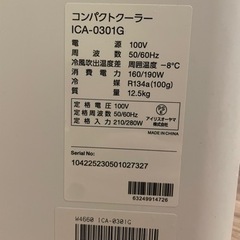 コンパクトクーラー
ICA-0301G
電源 100V
周波数 50/60Hz
冷風吹出温度差 周囲温度 -8℃
消費電力 160/190W
冷媒 R134a(100g)
質量 12.5kg
定格電圧 100V
定格周波数 50/60Hz
定格消費電力 210/280W
アイリスオーヤマ
MADE IN CHINA
Serial No:
104225230501027327
63249914726
W4660 ICA-0301G